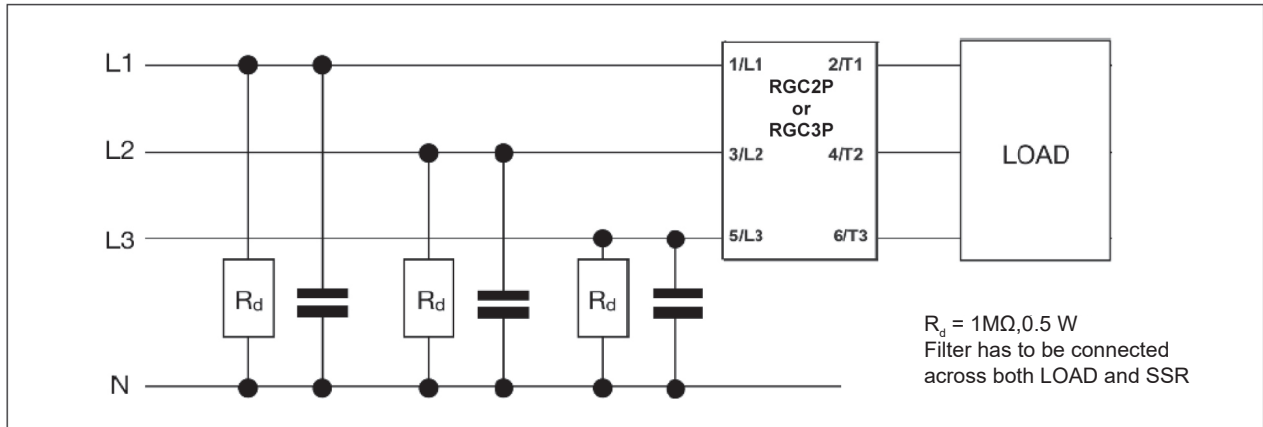 L1
1/L1 2/T1
RGC2P
or
RGC3P
L2
3/L2 4/T2
LOAD
L3
5/L3 6/T3
Rd Rd Rd
Rd = 1MΩ,0.5 W
Filter has to be connected
across both LOAD and SSR
N